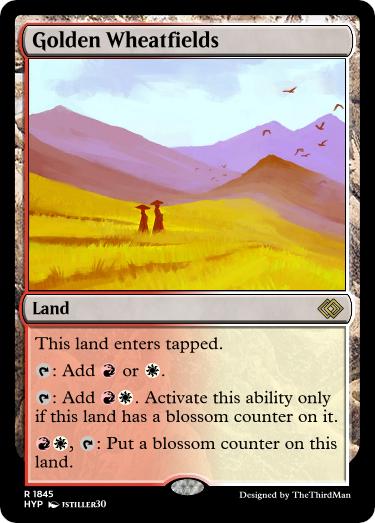 Golden Wheatfields
Land
This land enters tapped.
: Add or .
: Add . Activate this ability only
if this land has a blossom counter on it.
, : Put a blossom counter on this
land.
R 1845
HYP 1STILLER30
Designed by TheThirdMan